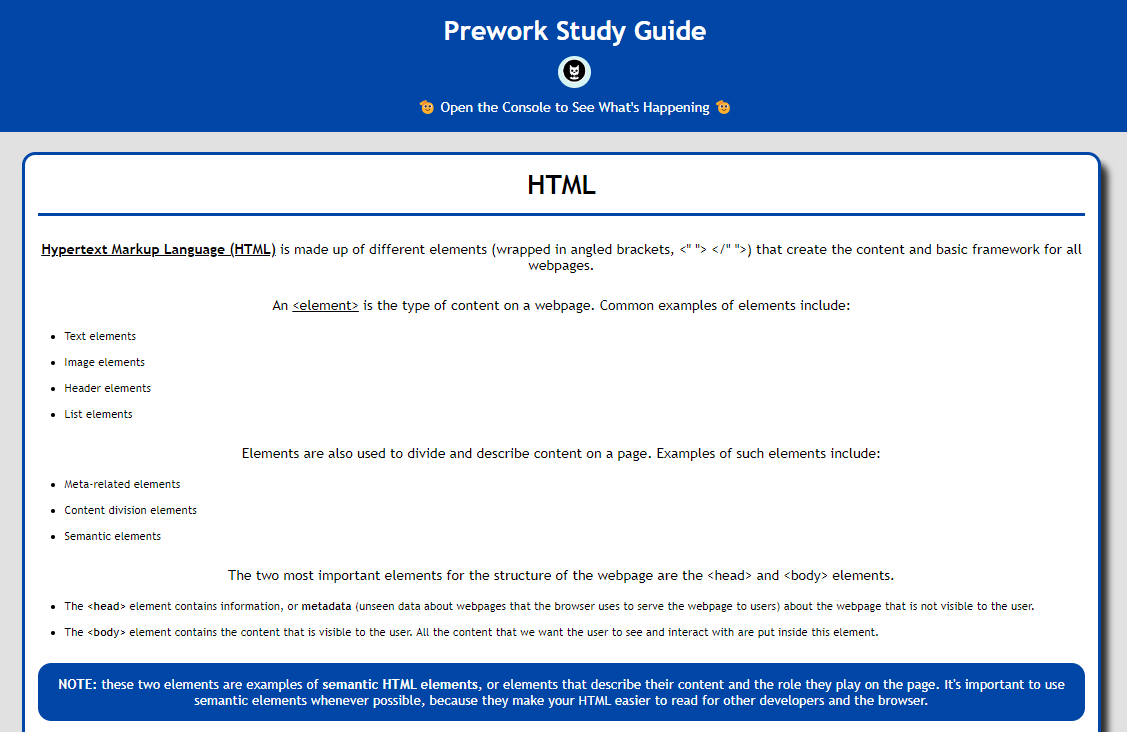 Prework Study Guide
Open the Console to See What's Happening
HTML
Hypertext Markup Language (HTML) is made up of different elements (wrapped in angled brackets, <" "> </" ">) that create the content and basic framework for all
webpages.
An <element> is the type of content on a webpage. Common examples of elements include:
Text elements
Image elements
Header elements
List elements
Elements are also used to divide and describe content on a page. Examples of such elements include:
Meta-related elements
Content division elements
Semantic elements
The two most important elements for the structure of the webpage are the <head> and <body> elements.
The <head> element contains information, or metadata (unseen data about webpages that the browser uses to serve the webpage to users) about the webpage that is not visible to the user.
The <body> element contains the content that is visible to the user. All the content that we want the user to see and interact with are put inside this element.
NOTE: these two elements are examples of semantic HTML elements, or elements that describe their content and the role they play on the page. It's important to use
semantic elements whenever possible, because they make your HTML easier to read for other developers and the browser.